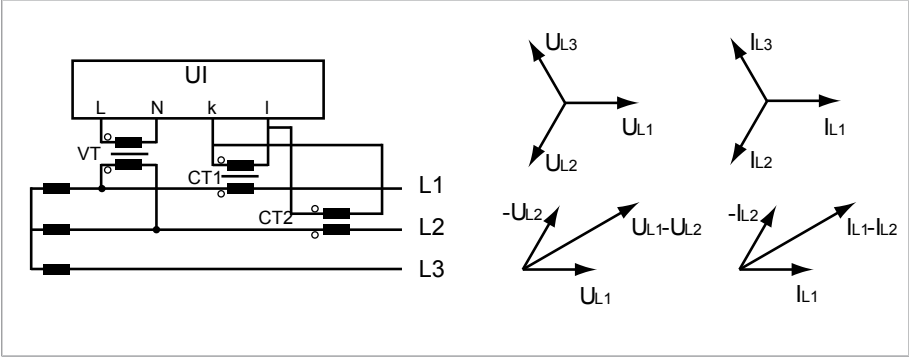 UI
L N k l
VT
CT1
CT2
L1
L2
L3
UL3
UL1
UL2
IL3
IL1
IL2
-UL2
UL1-UL2
UL1
-IL2
IL1-IL2
IL1